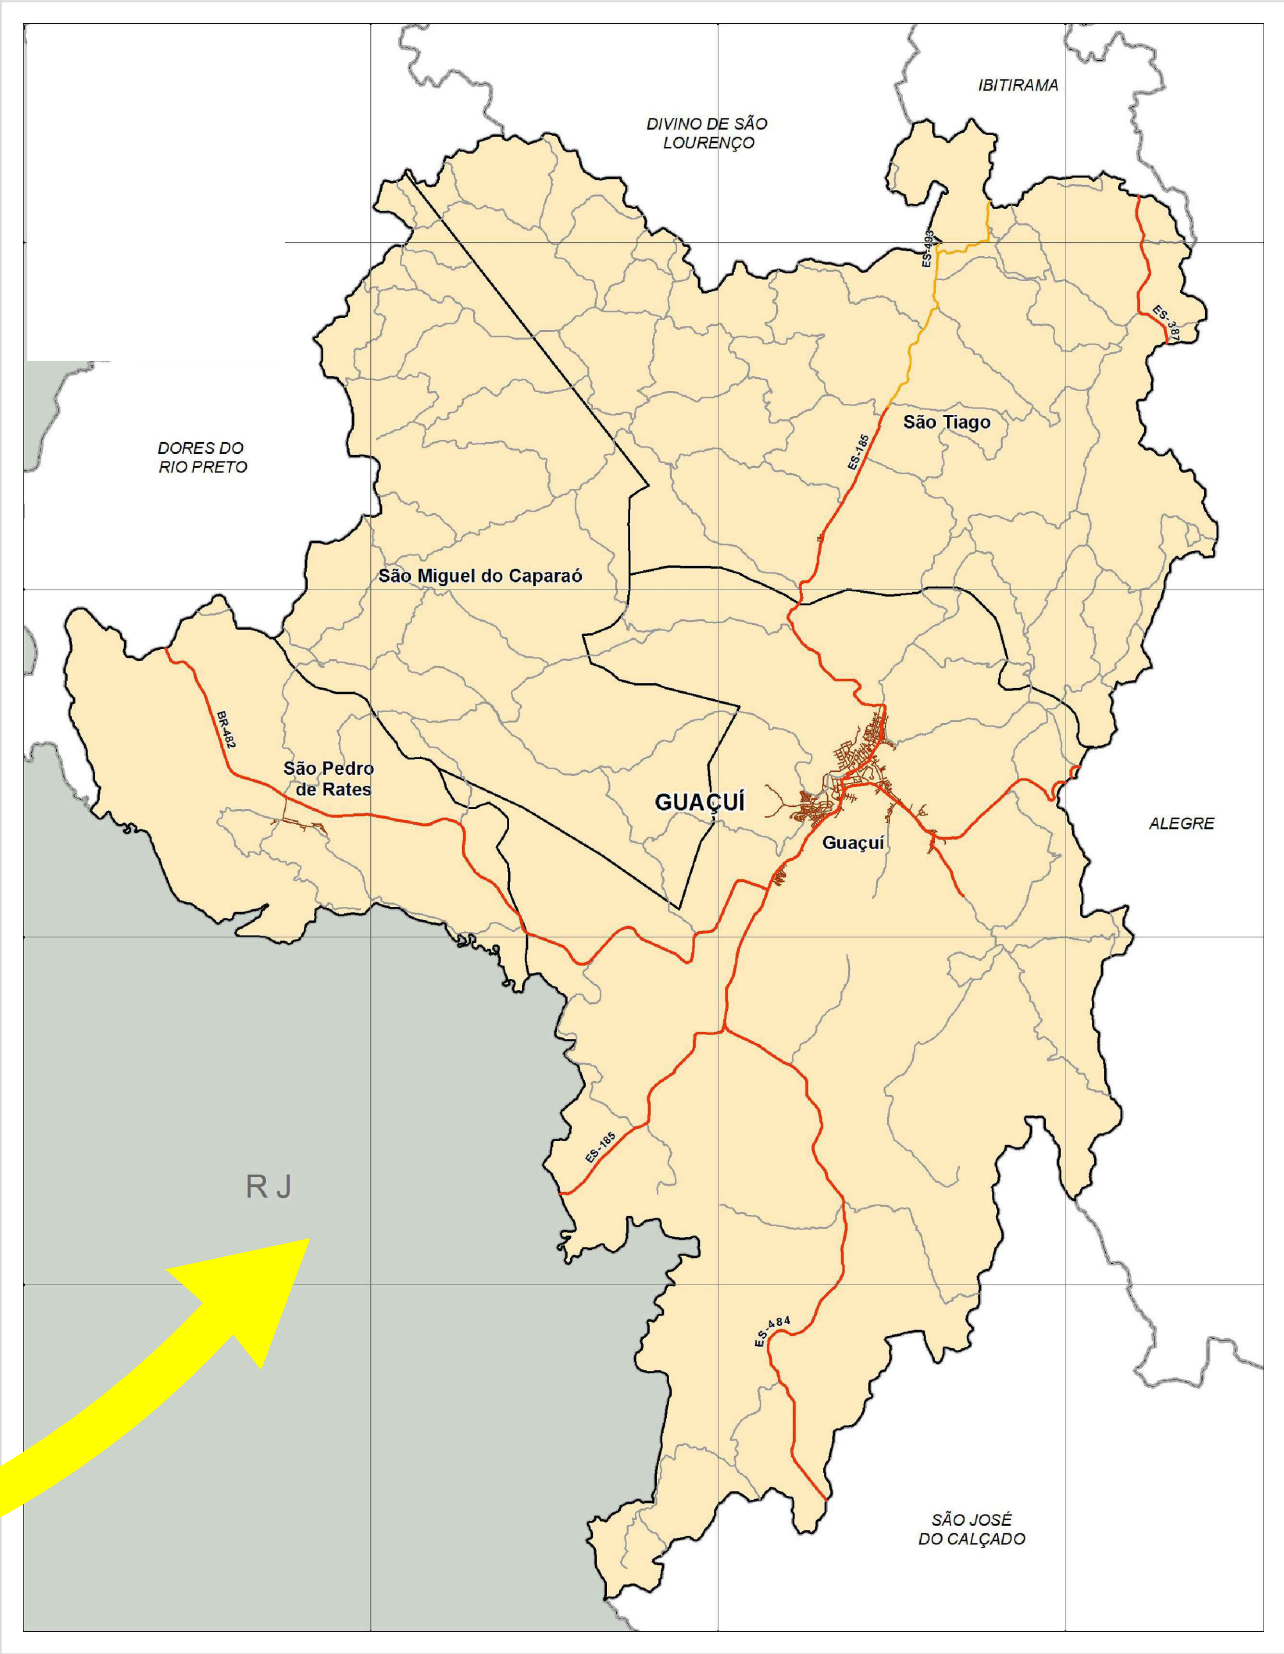 IBITIRAMA
DIVINO DE SÃO
LOURENÇO
ES-493
ES-387
São Tiago
ES-185
DORES DO
RIO PRETO
São Miguel do Caparaó
BR-482
São Pedro
de Rates
GUAÇUÍ
Guaçuí
ALEGRE
ES-185
R J
ES-484
SÃO JOSÉ
DO CALÇADO